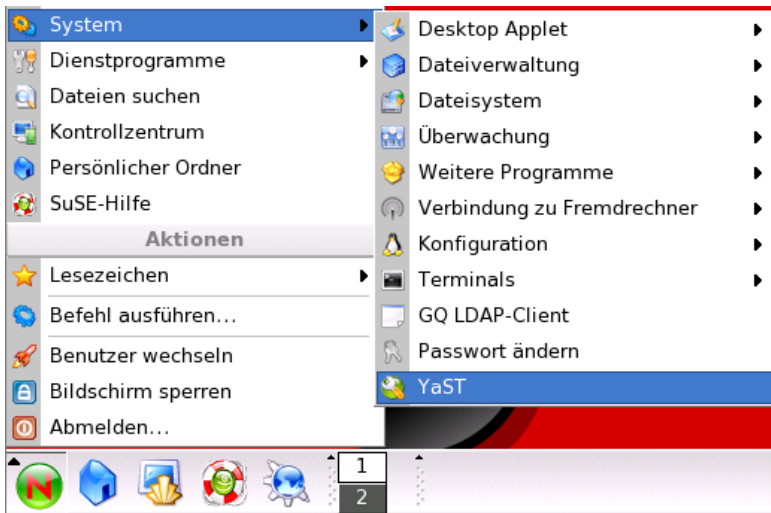 System
Dienstprogramme
Dateien suchen
Kontrollzentrum
Persönlicher Ordner
SuSE-Hilfe
Aktionen
Lesezeichen
Befehl ausführen...
Benutzer wechseln
Bildschirm sperren
Abmelden...
Desktop Applet
Dateiverwaltung
Dateisystem
Überwachung
Weitere Programme
Verbindung zu Fremdrechner
Konfiguration
Terminals
GQ LDAP-Client
Passwort ändern
YaST
N
1
2